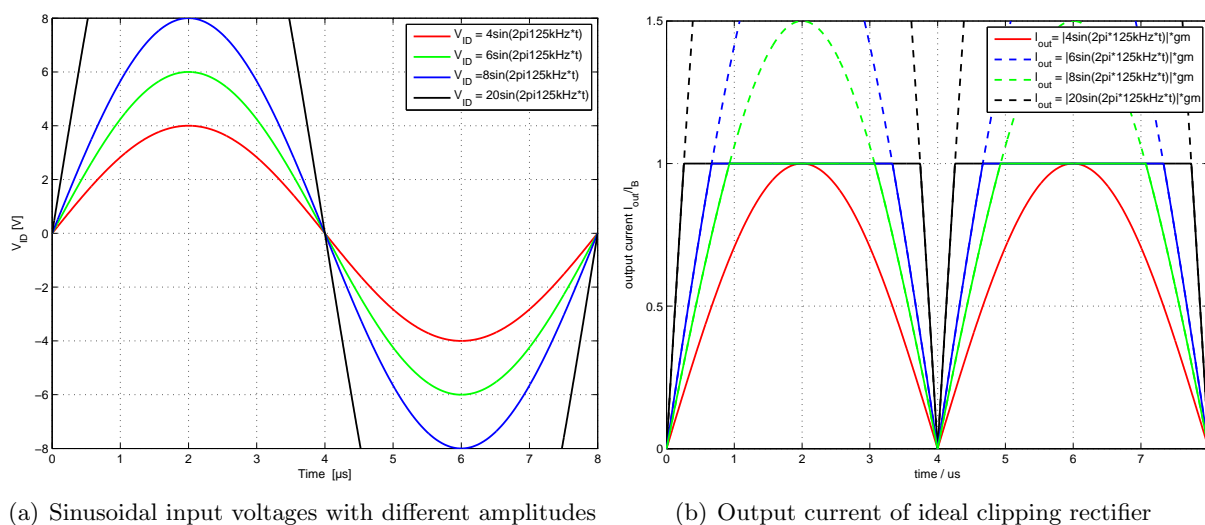 8
6
4
2
0
−2
−4
−6
−8
V_ID [V]
0 1 2 3 4 5 6 7 8
Time [µs]
V_ID = 4sin(2pi125kHz*t)
V_ID = 6sin(2pi125kHz*t)
V_ID =8sin(2pi125kHz*t)
V_ID = 20sin(2pi125kHz*t)
(a) Sinusoidal input voltages with different amplitudes
1.5
1
0.5
0
output current I_out/I_B
0 1 2 3 4 5 6 7
time / us
I_out= |4sin(2pi*125kHz*t)|*gm
I_out = |6sin(2pi*125kHz*t)|*gm
I_out = |8sin(2pi*125kHz*t)|*gm
I_out = |20sin(2pi*125kHz*t)|*gm
(b) Output current of ideal clipping rectifier